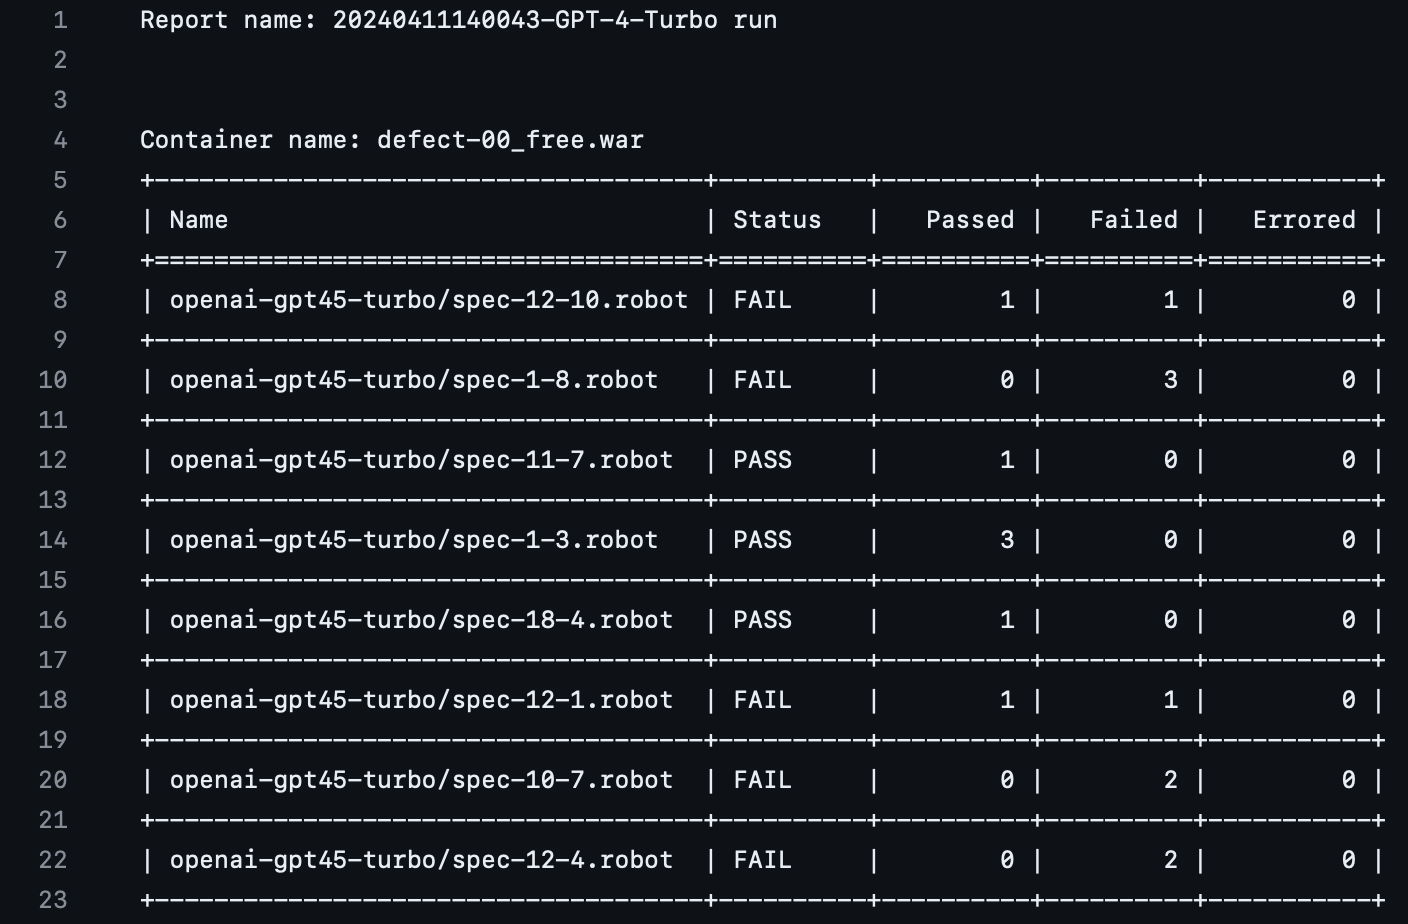 1 Report name: 20240411140043-GPT-4-Turbo run
2
3
4 Container name: defect-00_free.war
5 +-------------------------------------+----------+----------+----------+-----------+
6 | Name                                | Status   |   Passed |   Failed |   Errored |
7 +=====================================+==========+==========+==========+===========+
8 | openai-gpt45-turbo/spec-12-10.robot | FAIL     |        1 |        1 |         0 |
9 +-------------------------------------+----------+----------+----------+-----------+
10 | openai-gpt45-turbo/spec-1-8.robot   | FAIL     |        0 |        3 |         0 |
11 +-------------------------------------+----------+----------+----------+-----------+
12 | openai-gpt45-turbo/spec-11-7.robot  | PASS     |        1 |        0 |         0 |
13 +-------------------------------------+----------+----------+----------+-----------+
14 | openai-gpt45-turbo/spec-1-3.robot   | PASS     |        3 |        0 |         0 |
15 +-------------------------------------+----------+----------+----------+-----------+
16 | openai-gpt45-turbo/spec-18-4.robot  | PASS     |        1 |        0 |         0 |
17 +-------------------------------------+----------+----------+----------+-----------+
18 | openai-gpt45-turbo/spec-12-1.robot  | FAIL     |        1 |        1 |         0 |
19 +-------------------------------------+----------+----------+----------+-----------+
20 | openai-gpt45-turbo/spec-10-7.robot  | FAIL     |        0 |        2 |         0 |
21 +-------------------------------------+----------+----------+----------+-----------+
22 | openai-gpt45-turbo/spec-12-4.robot  | FAIL     |        0 |        2 |         0 |
23 +-------------------------------------+----------+----------+----------+-----------+